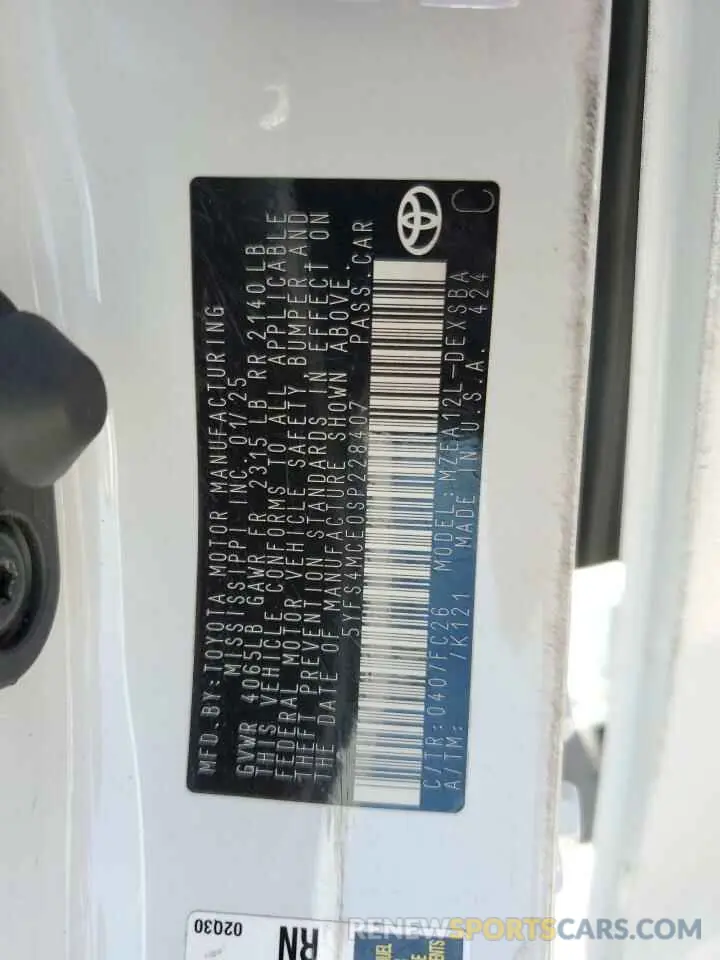 MFD.BY:TOYOTA MOTOR MANUFACTURING
MISSISSIPPI INC. 01/25
GVWR 4065LB GAWR FR 2315 LB RR 2140 LB
THIS VEHICLE CONFORMS TO ALL APPLICABLE
FEDERAL MOTOR VEHICLE SAFETY, BUMPER AND
THEFT PREVENTION STANDARDS IN EFFECT ON
THE DATE OF MANUFACTURE SHOWN ABOVE.
5YFS4MCE0SP228407 PASS.CAR
C/TR:0407/FC26 MODEL:MZEA12L-DEXSBA
A/TM: /K121 MADE IN U.S.A. 424
C
02Q30
RN
RENEWSPORTSCARS.COM